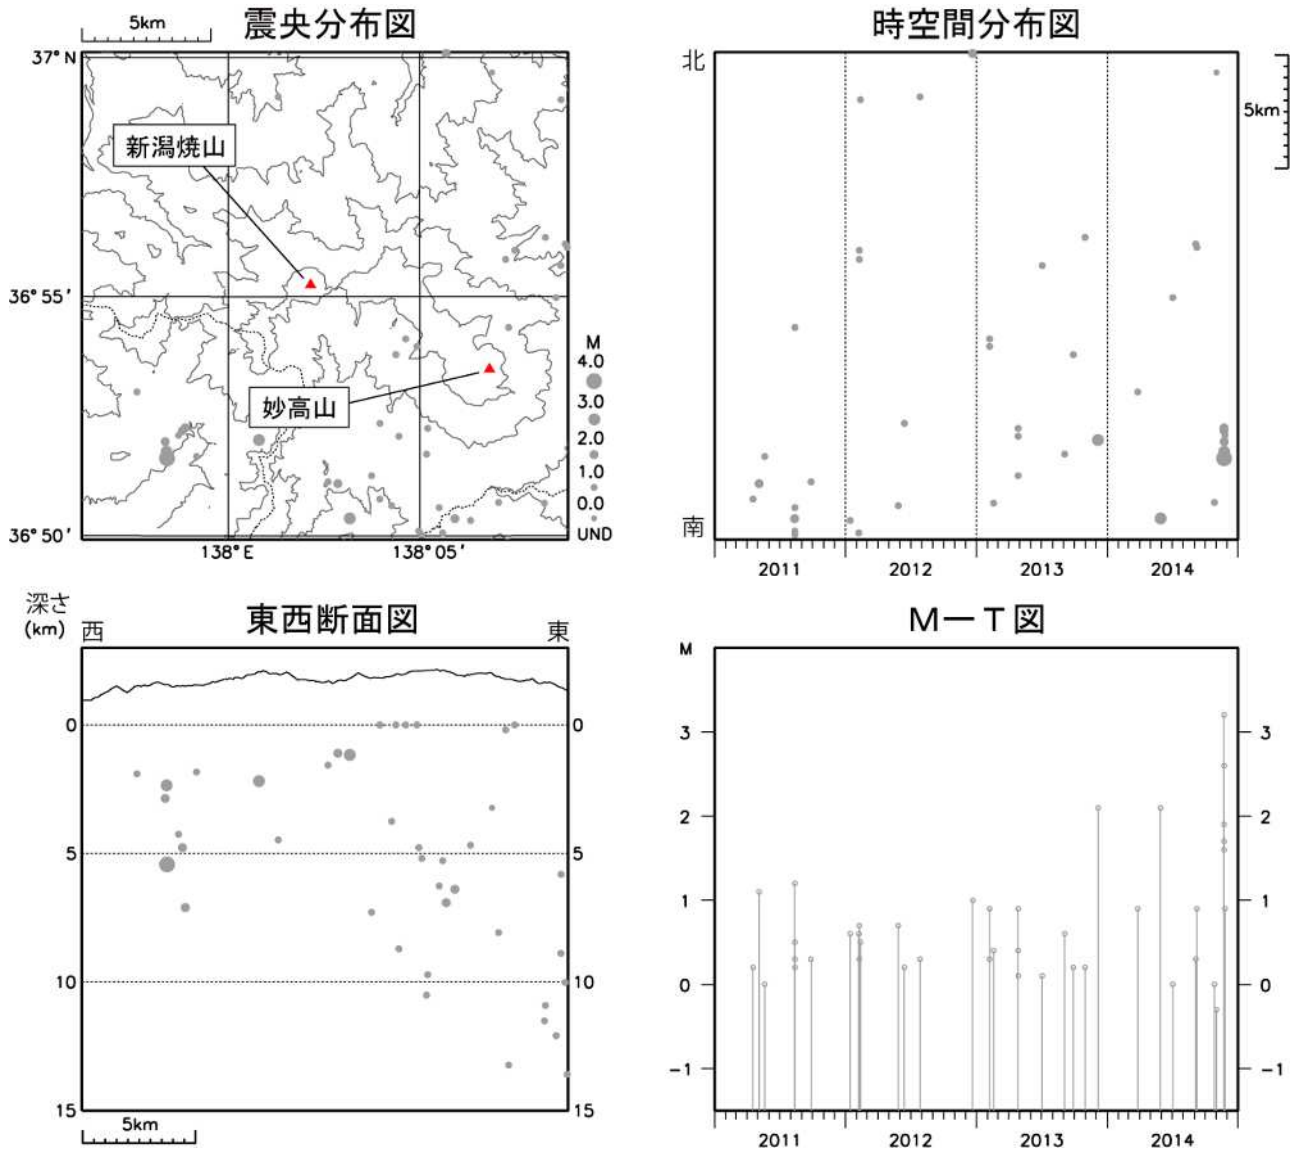 震央分布図
5km
37°N
新潟焼山
36°55′
妙高山
M
4.0
3.0
2.0
1.0
0.0
UND
36°50′
138°E
138°05′
時空間分布図
北
5km
南
2011
2012
2013
2014
東西断面図
深さ
(km)
西
東
0
0
5
5
10
10
15
15
5km
M－T図
M
3
3
2
2
1
1
0
0
-1
-1
2011
2012
2013
2014